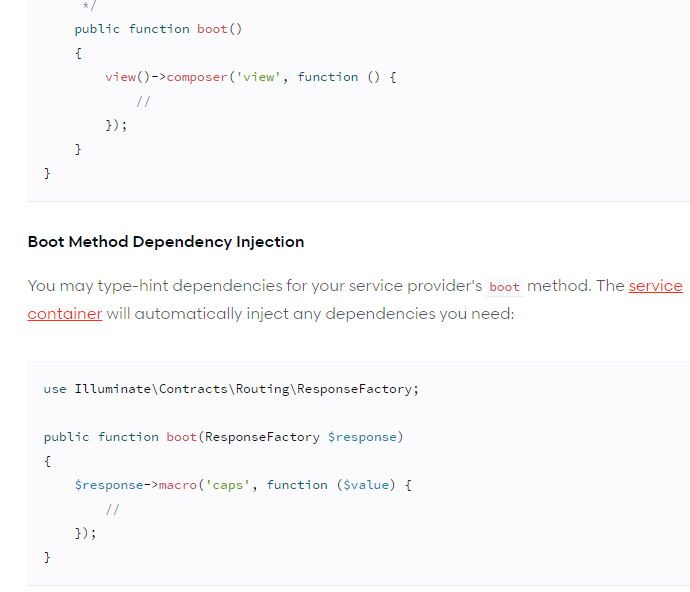 */
public function boot()
{
view()->composer('view', function () {
//
});
}
}
Boot Method Dependency Injection
You may type-hint dependencies for your service provider's boot method. The service
container will automatically inject any dependencies you need:
use Illuminate\Contracts\Routing\ResponseFactory;
public function boot(ResponseFactory $response)
{
$response->macro('caps', function ($value) {
//
});
}